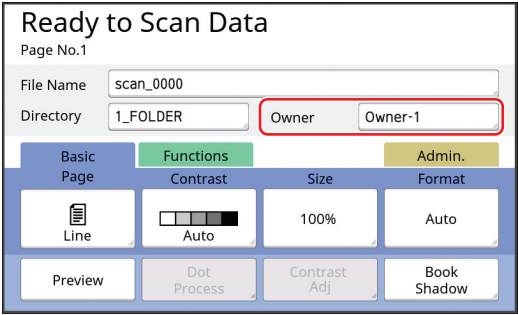 Ready to Scan Data
Page No.1
File Name scan_0000
Directory 1_FOLDER Owner Owner-1
Basic Functions Admin.
Page Contrast Size Format
Line Auto 100% Auto
Preview Dot Process Contrast Adj Book Shadow